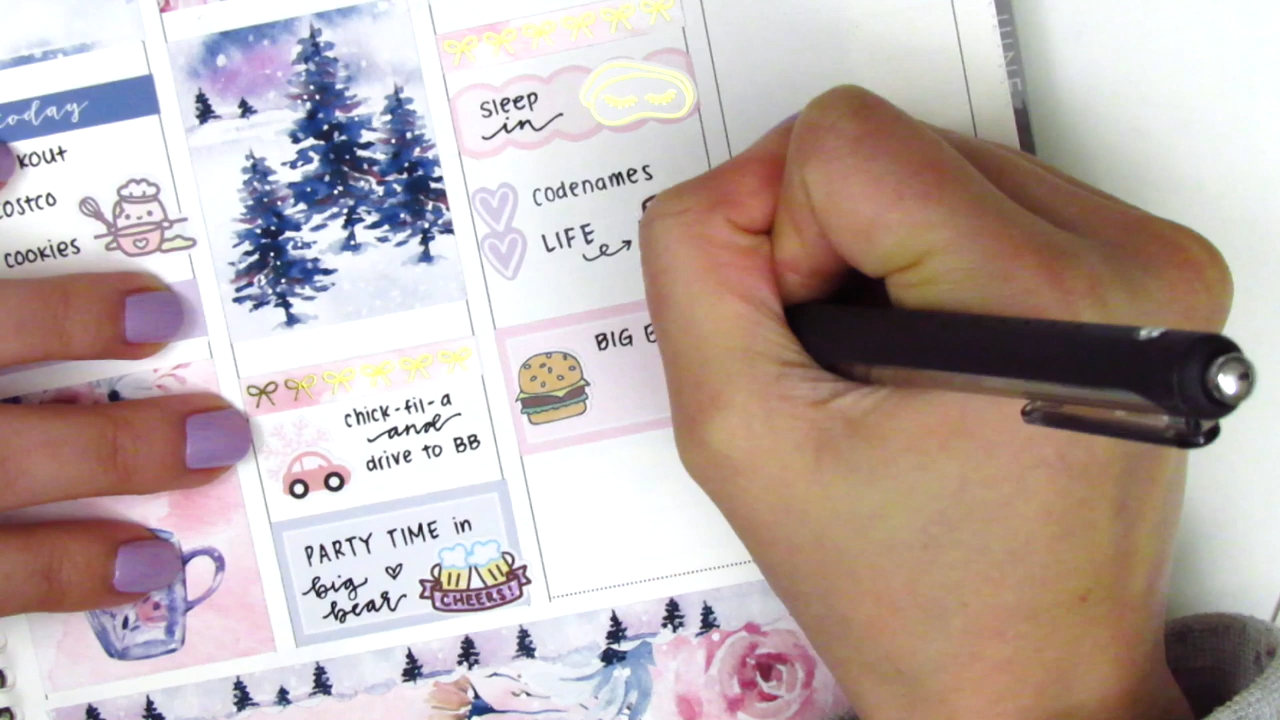 today
kout
costco
cookies
chick-fil-a
and
drive to BB
PARTY TIME in
big
bear
CHEERS!
sleep
in
codenames
LIFE
BIG
JUNE